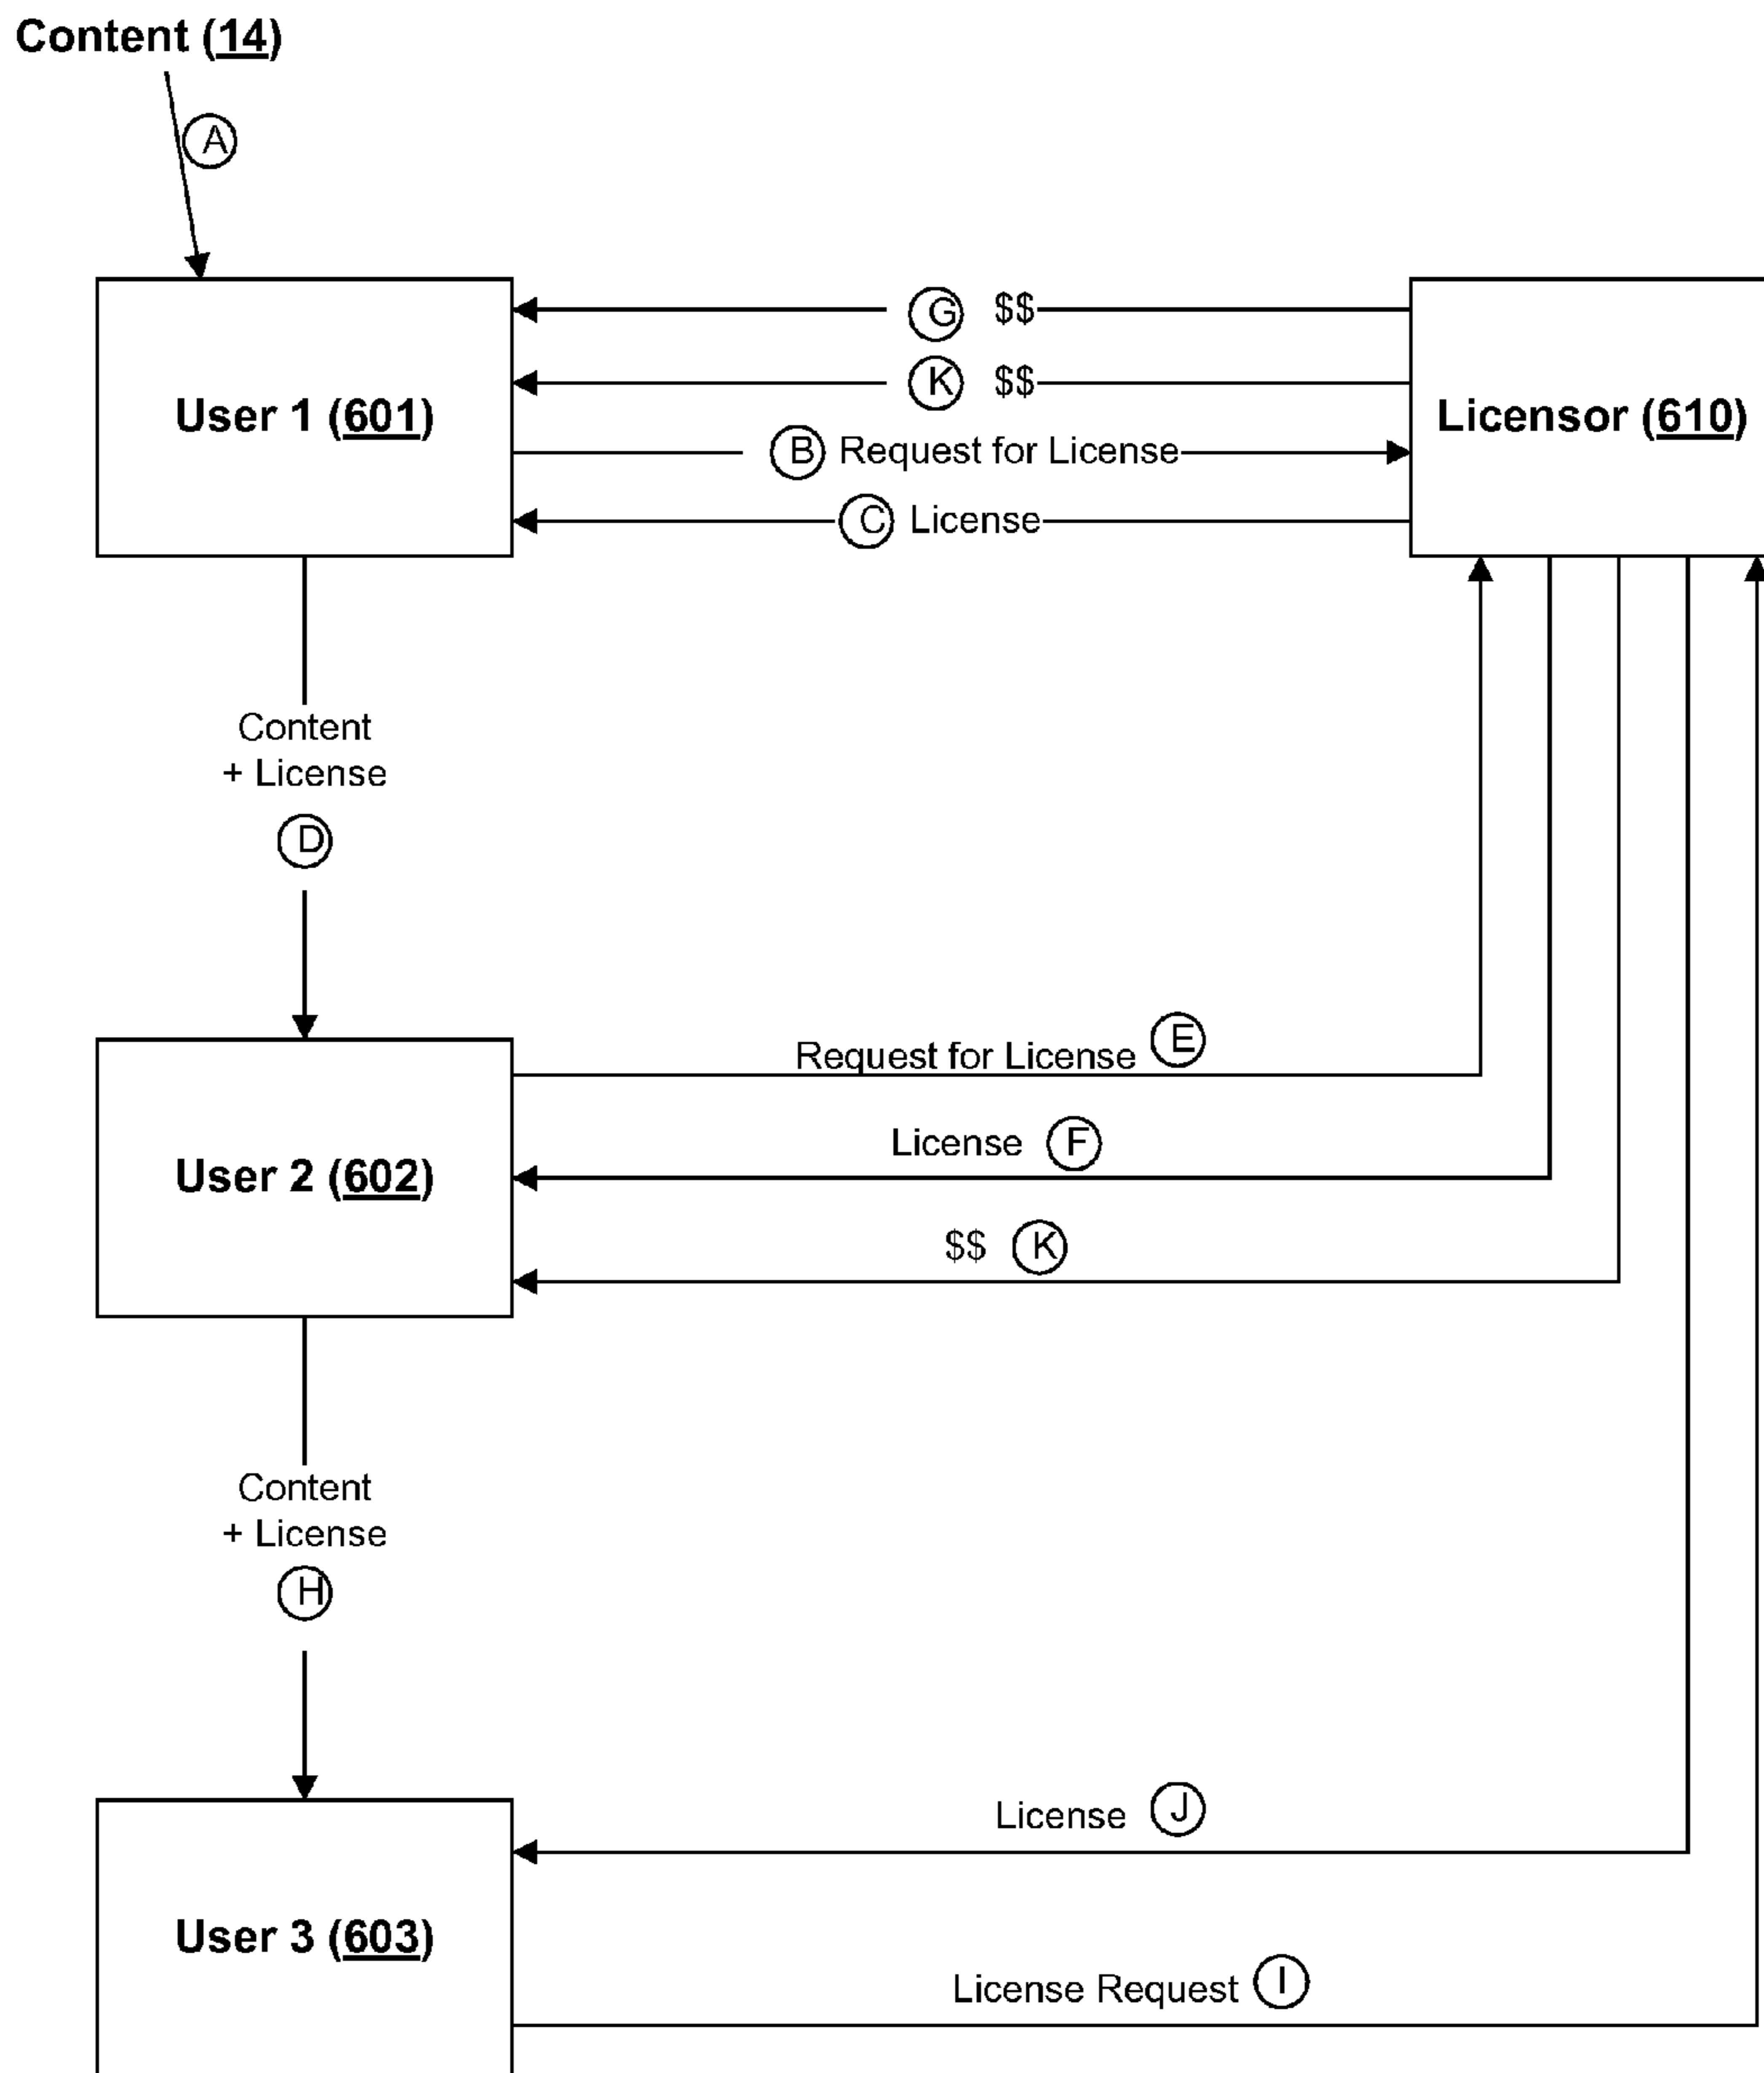 Content (14)
A
G $$
K $$
User 1 (601)
Licensor (610)
B Request for License
C License
Content
+ License
D
Request for License E
License F
User 2 (602)
$$ K
Content
+ License
H
License J
User 3 (603)
License Request I